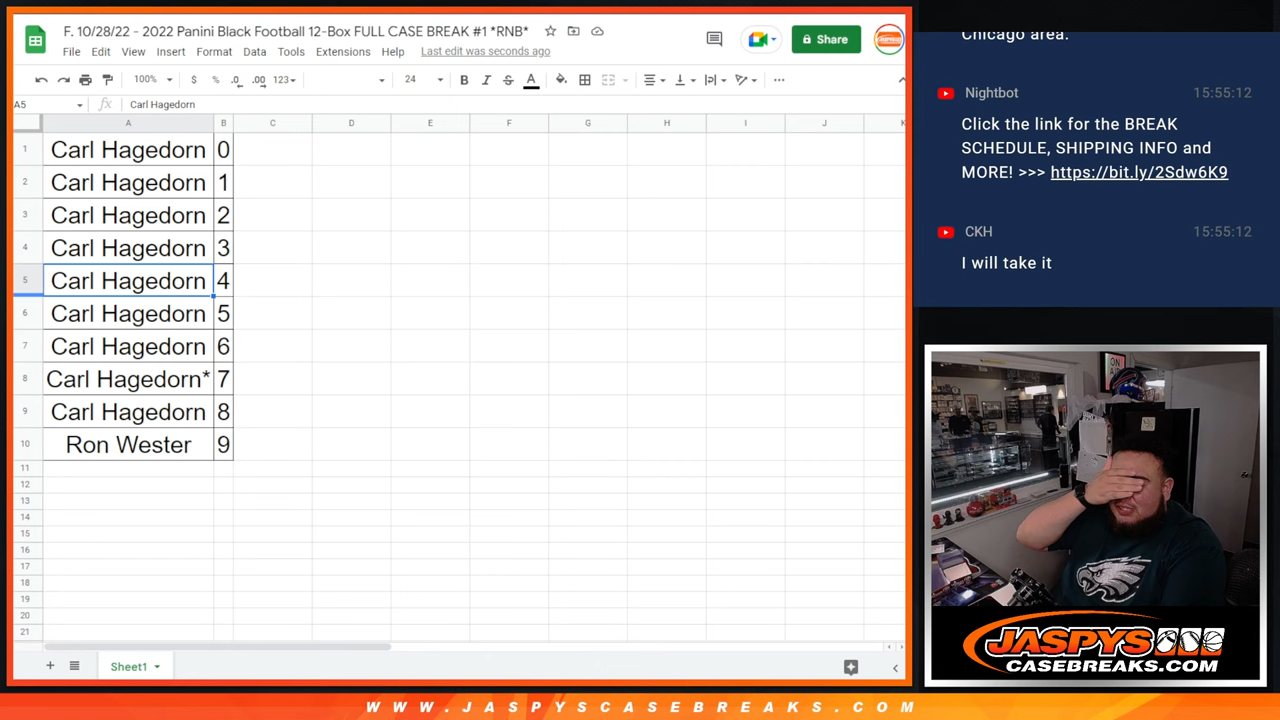 F. 10/28/22 - 2022 Panini Black Football 12-Box FULL CASE BREAK #1 *RNB*
File Edit View Insert Format Data Tools Extensions Help Last edit was seconds ago
Share
100% $ % .0 .00 123 24 B I S A
A5 fx Carl Hagedorn
A B C D E F G H I J K
1 Carl Hagedorn 0
2 Carl Hagedorn 1
3 Carl Hagedorn 2
4 Carl Hagedorn 3
5 Carl Hagedorn 4
6 Carl Hagedorn 5
7 Carl Hagedorn 6
8 Carl Hagedorn* 7
9 Carl Hagedorn 8
10 Ron Wester 9
11
12
13
14
15
16
17
18
19
20
21
Sheet1
Chicago area.
Nightbot 15:55:12
Click the link for the BREAK
SCHEDULE, SHIPPING INFO and
MORE! >>> https://bit.ly/2Sdw6K9
CKH 15:55:12
I will take it
ON
JASPYS
CASEBREAKS.COM
WWW.JASPYSCASEBREAKS.COM